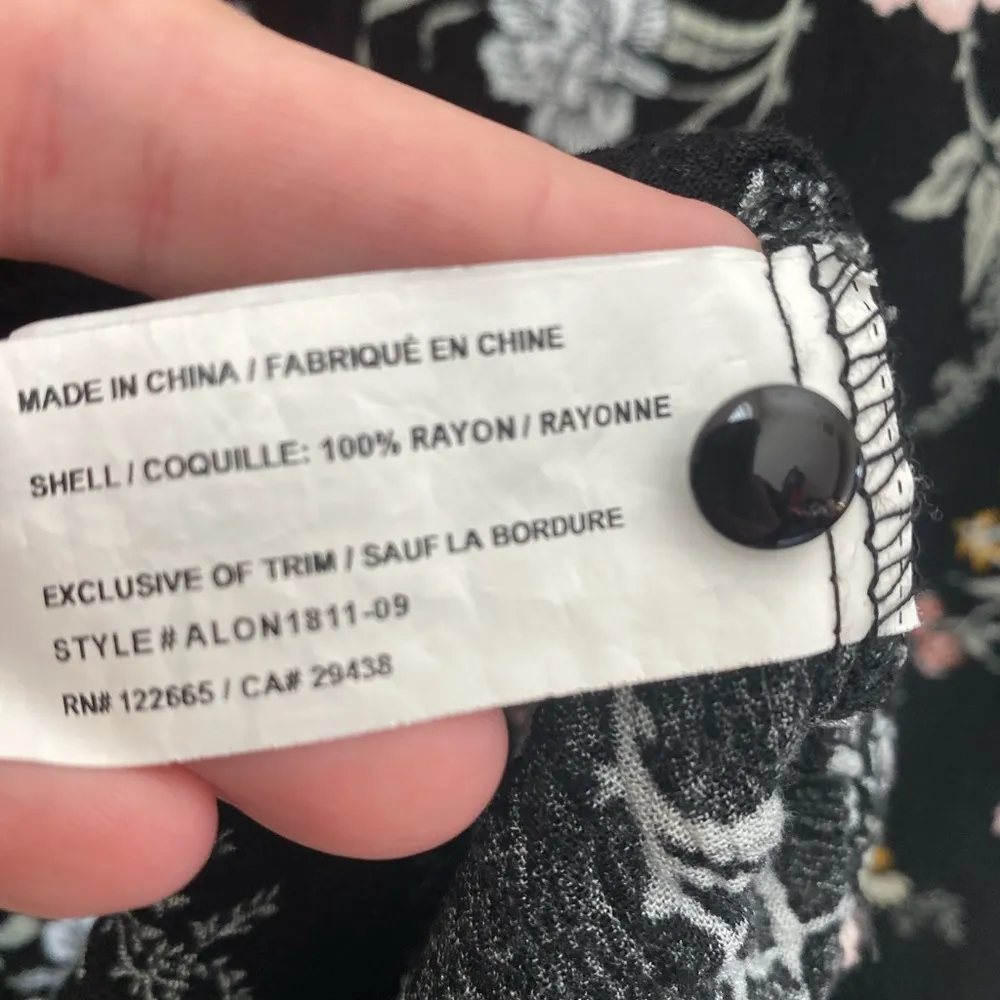 MADE IN CHINA / FABRIQUÉ EN CHINE
SHELL / COQUILLE: 100% RAYON / RAYONNE
EXCLUSIVE OF TRIM / SAUF LA BORDURE
STYLE # ALON1811-09
RN# 122665 / CA# 29438